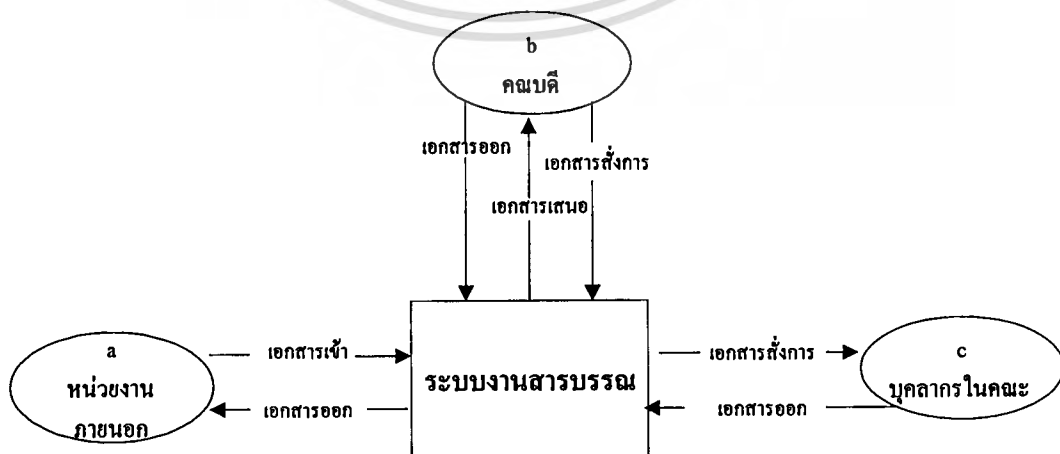 b
คณบดี
เอกสารออก
เอกสารสั่งการ
เอกสารเสนอ
a
หน่วยงาน
ภายนอก
เอกสารเข้า
เอกสารออก
ระบบงานสารบรรณ
เอกสารสั่งการ
เอกสารออก
c
บุคลากรในคณะ